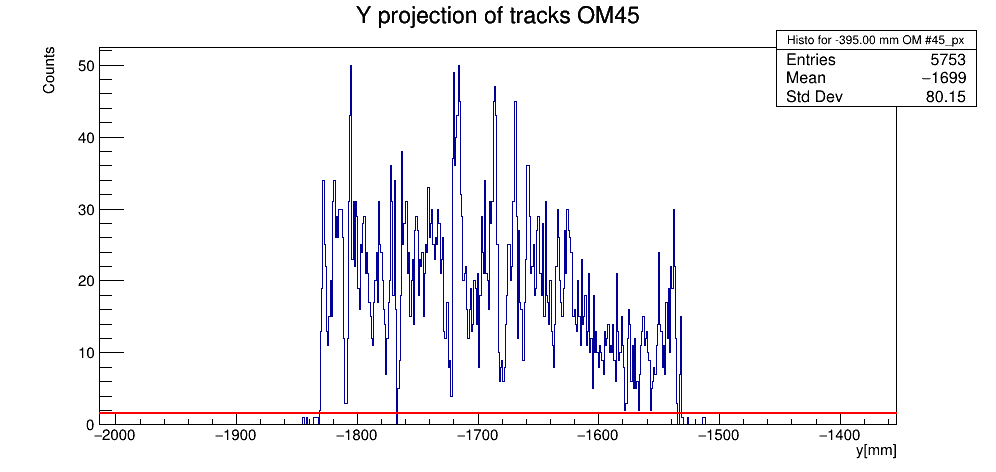 Y projection of tracks OM45
Histo for -395.00 mm OM #45_px
Entries 5753
Mean −1699
Std Dev 80.15
Counts
50
40
30
20
10
0
−2000 −1900 −1800 −1700 −1600 −1500 −1400
y[mm]